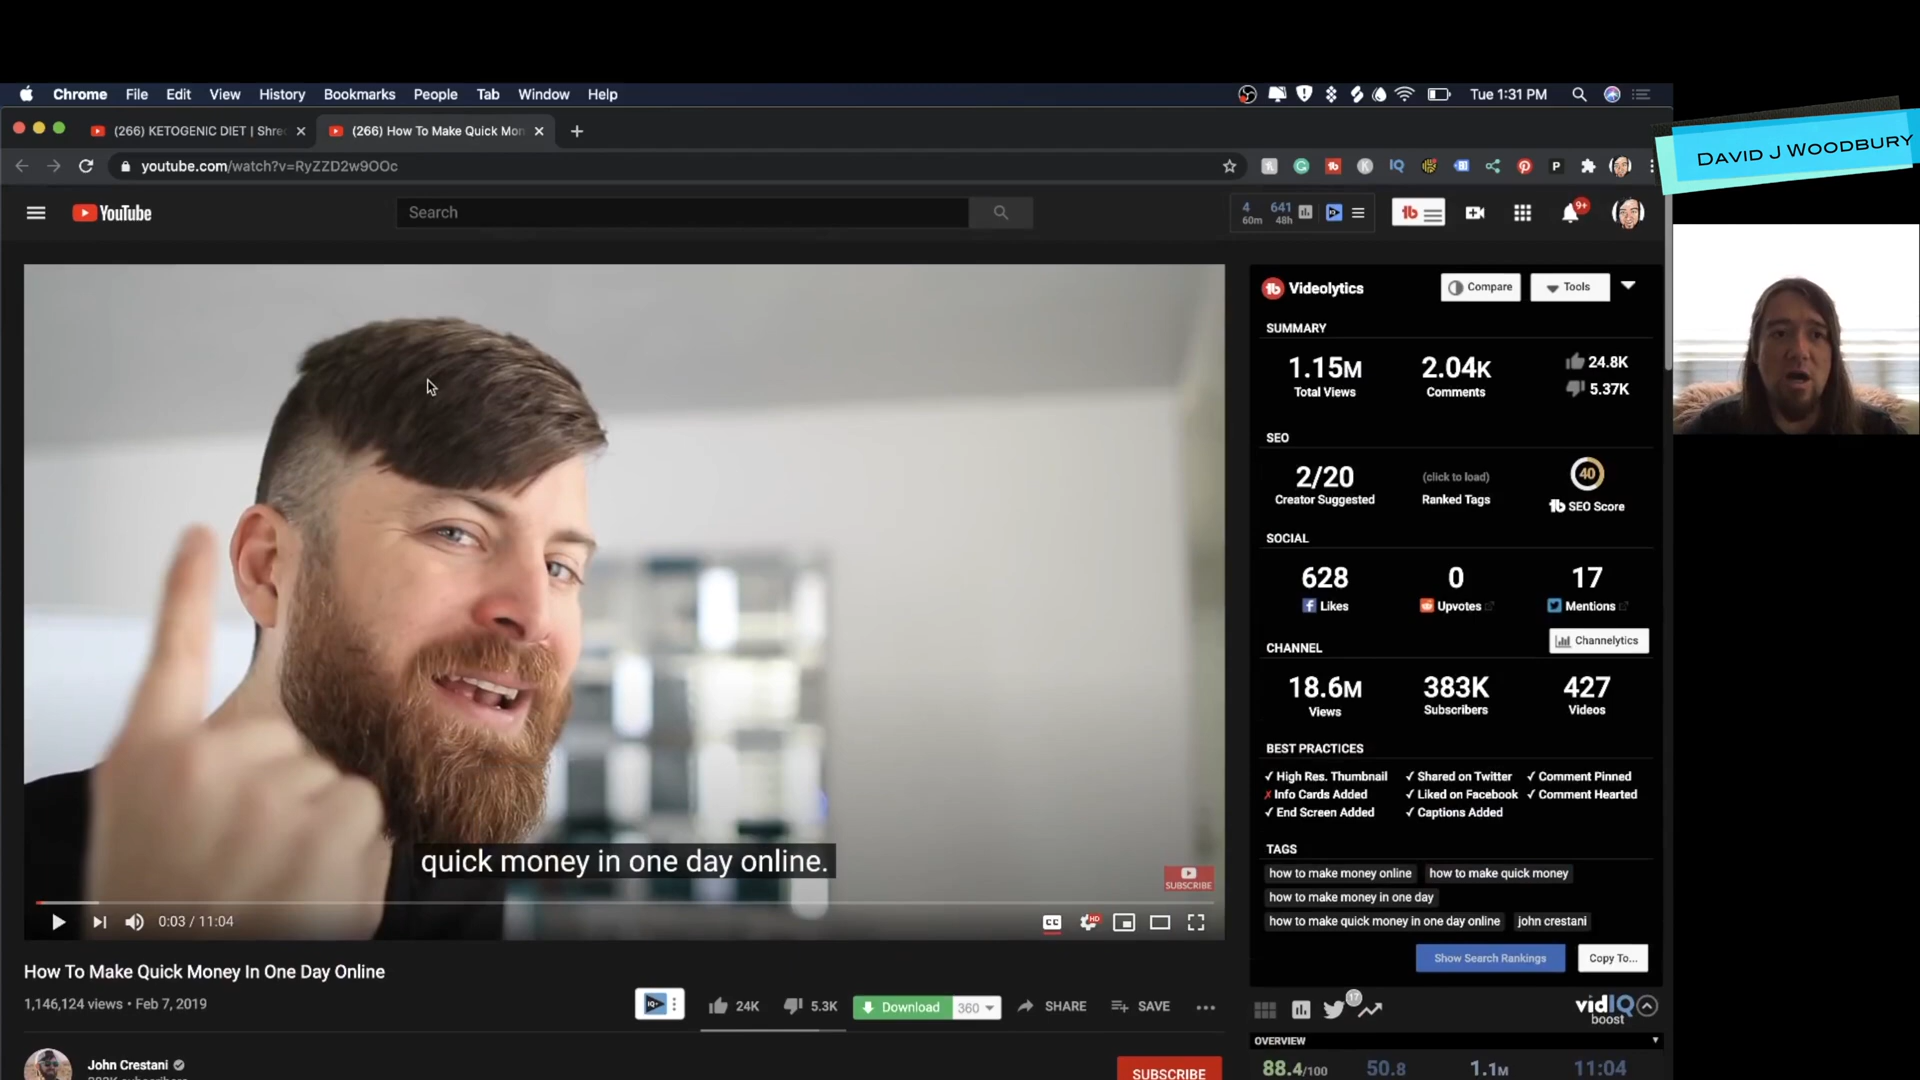 Chrome File Edit View History Bookmarks People Tab Window Help
Tue 1:31 PM
(266) KETOGENIC DIET | Shre
(266) How To Make Quick Mon
youtube.com/watch?v=RyZZD2w9OOc
DAVID J WOODBURY
YouTube
Search
4 60m 641 48h
9+
Videolytics Compare Tools
SUMMARY
1.15M 2.04K 24.8K
Total Views Comments 5.37K
SEO
2/20 (click to load) 40
Creator Suggested Ranked Tags SEO Score
SOCIAL
628 0 17
Likes Upvotes Mentions
CHANNEL Channelytics
18.6M 383K 427
Views Subscribers Videos
BEST PRACTICES
✓ High Res. Thumbnail ✓ Shared on Twitter ✓ Comment Pinned
✗ Info Cards Added ✓ Liked on Facebook ✓ Comment Hearted
✓ End Screen Added ✓ Captions Added
TAGS
how to make money online how to make quick money
how to make money in one day
how to make quick money in one day online john crestani
Show Search Rankings Copy To...
quick money in one day online.
SUBSCRIBE
0:03 / 11:04
CC HD
How To Make Quick Money In One Day Online
1,146,124 views • Feb 7, 2019
24K 5.3K Download 360 SHARE SAVE
17
vidIQ
boost
OVERVIEW
88.4/100 50.8 1.1M 11:04
John Crestani
SUBSCRIBE